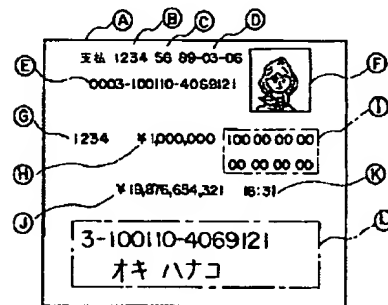 Ⓐ Ⓑ Ⓒ Ⓓ
支払 1234 56 89-03-06
Ⓔ 0003-100110-4069121 Ⓕ
Ⓖ Ⓘ
1234 ¥1,000,000 100 00 00 00
Ⓗ 00 00 00 00
Ⓚ
¥19,876,654,321 16:31
Ⓙ Ⓛ
3-100110-4069121
オキ ハナコ